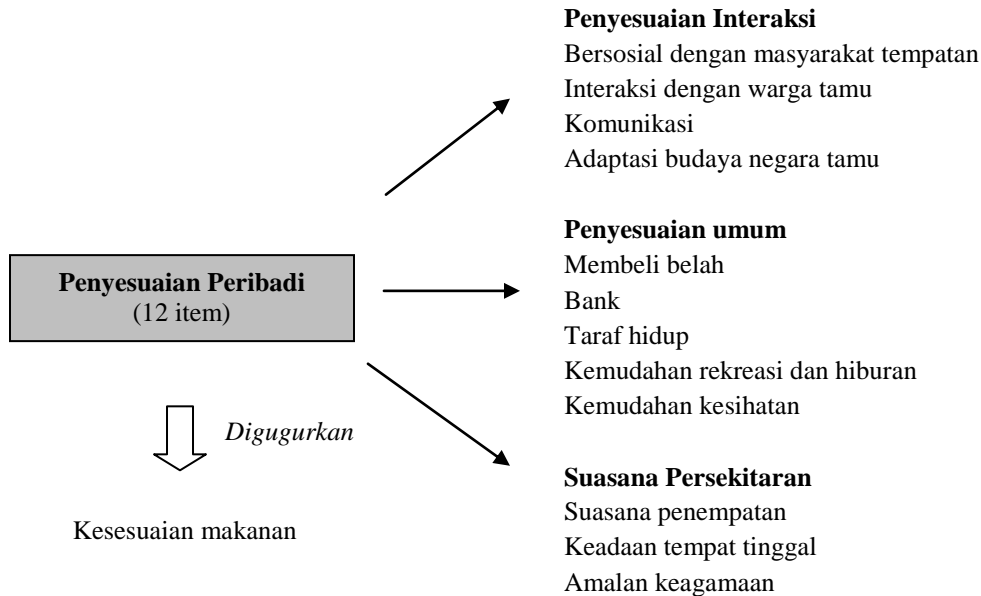 Penyesuaian Interaksi
Bersosial dengan masyarakat tempatan
Interaksi dengan warga tamu
Komunikasi
Adaptasi budaya negara tamu
Penyesuaian umum
Membeli belah
Bank
Taraf hidup
Kemudahan rekreasi dan hiburan
Kemudahan kesihatan
Penyesuaian Peribadi
(12 item)
Digugurkan
Kesesuaian makanan
Suasana Persekitaran
Suasana penempatan
Keadaan tempat tinggal
Amalan keagamaan